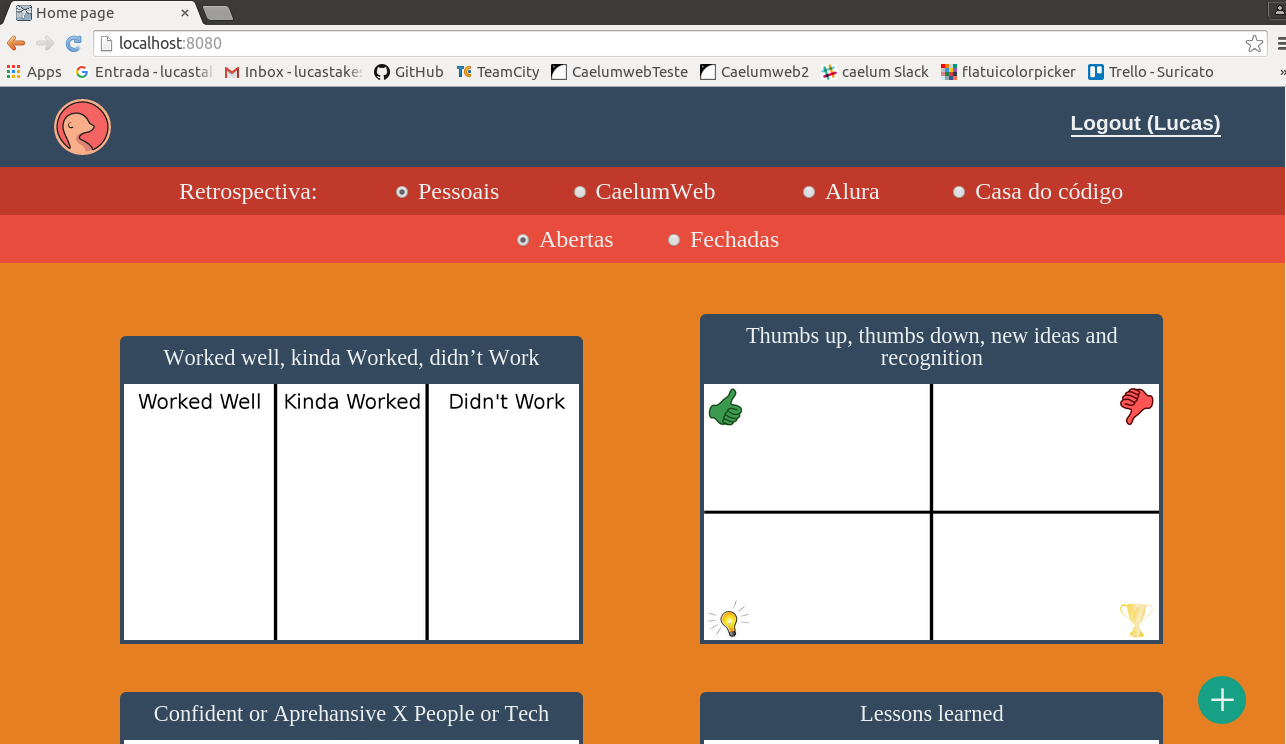 Home page
localhost:8080
Apps Entrada - lucastal Inbox - lucastake GitHub TeamCity CaelumwebTeste Caelumweb2 caelum Slack flatuicolorpicker Trello - Suricato »
Logout (Lucas)
Retrospectiva: Pessoais CaelumWeb Alura Casa do código
Abertas Fechadas
Worked well, kinda Worked, didn’t Work
Worked Well Kinda Worked Didn't Work
Thumbs up, thumbs down, new ideas and
recognition
Confident or Aprehansive X People or Tech
Lessons learned